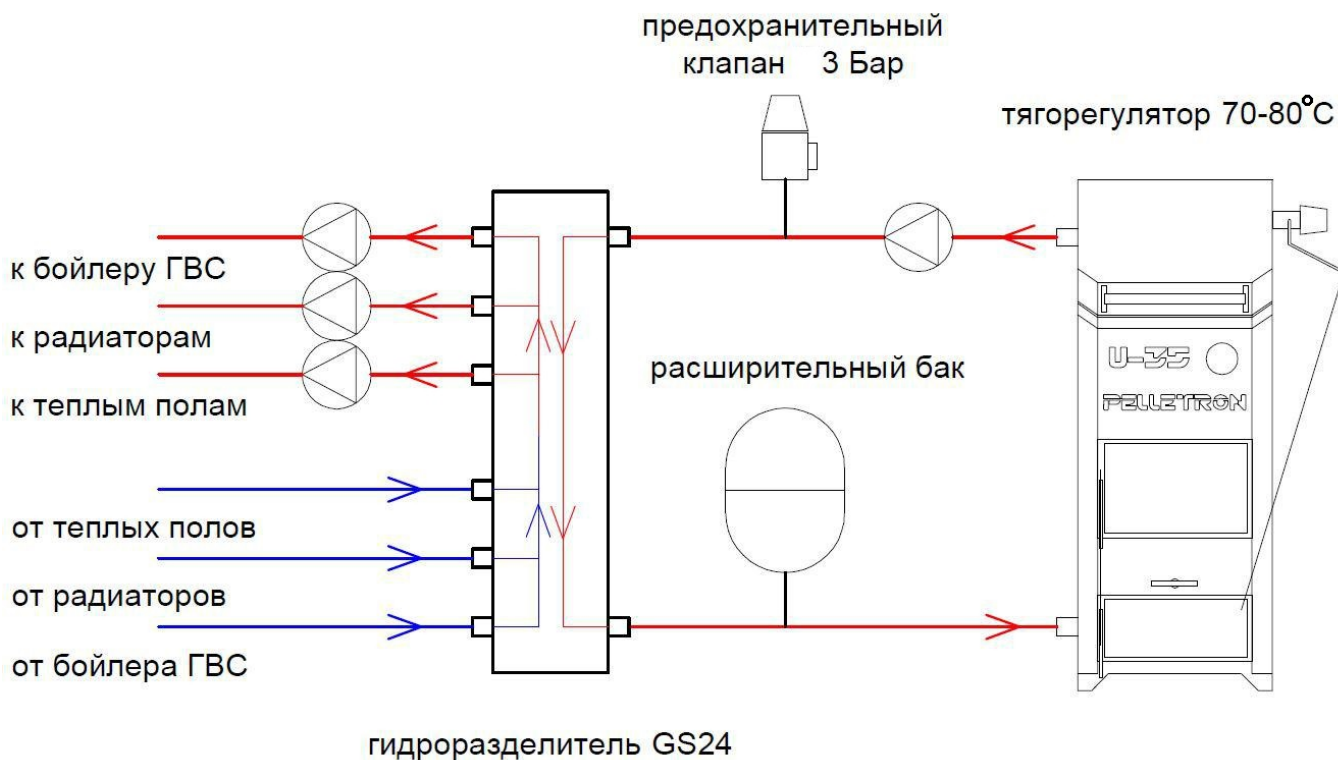 предохранительный
клапан 3 Бар
тягорегулятор 70-80°C
к бойлеру ГВС
к радиаторам
к теплым полам
расширительный бак
U-35
PELLETRON
от теплых полов
от радиаторов
от бойлера ГВС
гидроразделитель GS24